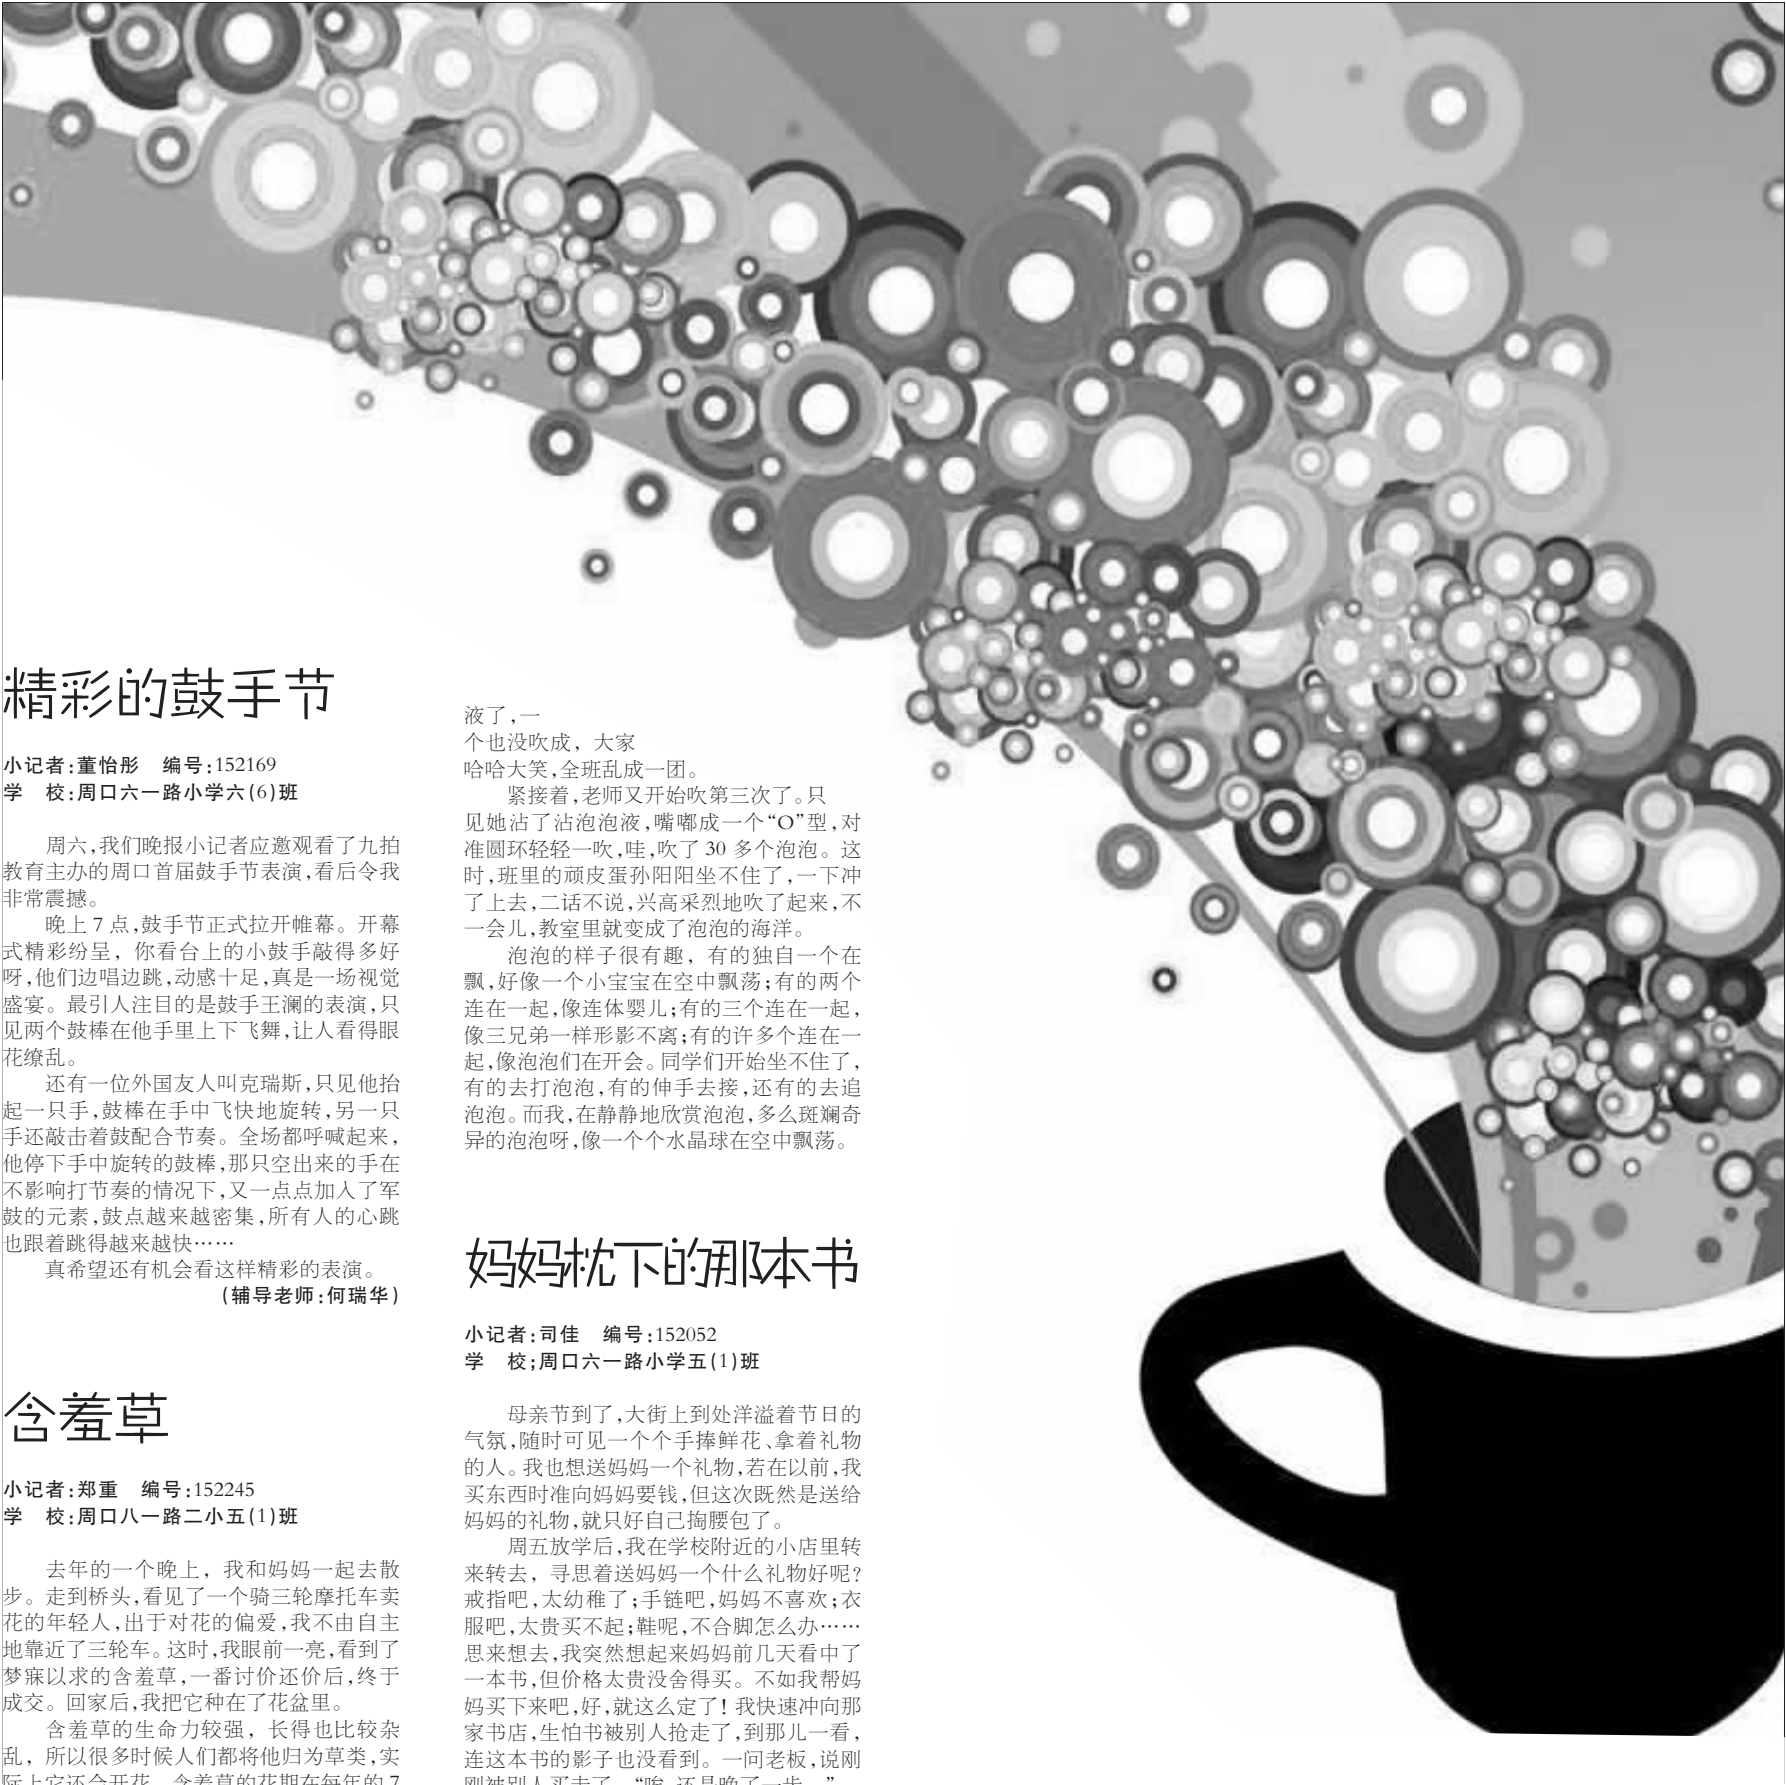 精彩的鼓手节
小记者:董怡彤　编号:152169
学　校:周口六一路小学六(6)班
周六,我们晚报小记者应邀观看了九拍
教育主办的周口首届鼓手节表演,看后令我
非常震撼。
晚上 7 点,鼓手节正式拉开帷幕。开幕
式精彩纷呈，你看台上的小鼓手敲得多好
呀,他们边唱边跳,动感十足,真是一场视觉
盛宴。最引人注目的是鼓手王澜的表演,只
见两个鼓棒在他手里上下飞舞,让人看得眼
花缭乱。
还有一位外国友人叫克瑞斯,只见他抬
起一只手,鼓棒在手中飞快地旋转,另一只
手还敲击着鼓配合节奏。全场都呼喊起来,
他停下手中旋转的鼓棒,那只空出来的手在
不影响打节奏的情况下,又一点点加入了军
鼓的元素,鼓点越来越密集,所有人的心跳
也跟着跳得越来越快……
真希望还有机会看这样精彩的表演。
(辅导老师:何瑞华)
含羞草
小记者:郑重　编号:152245
学　校:周口八一路二小五(1)班
去年的一个晚上，我和妈妈一起去散
步。走到桥头,看见了一个骑三轮摩托车卖
花的年轻人,出于对花的偏爱,我不由自主
地靠近了三轮车。这时,我眼前一亮,看到了
梦寐以求的含羞草,一番讨价还价后,终于
成交。回家后,我把它种在了花盆里。
含羞草的生命力较强，长得也比较杂
乱，所以很多时候人们都将他归为草类,实
际上它还会开花。含羞草的花期在每年的 7
液了,一
个也没吹成，大家
哈哈大笑,全班乱成一团。
紧接着,老师又开始吹第三次了。只
见她沾了沾泡泡液,嘴嘟成一个“O”型,对
准圆环轻轻一吹,哇,吹了 30 多个泡泡。这
时,班里的顽皮蛋孙阳阳坐不住了,一下冲
了上去,二话不说,兴高采烈地吹了起来,不
一会儿,教室里就变成了泡泡的海洋。
泡泡的样子很有趣，有的独自一个在
飘,好像一个小宝宝在空中飘荡;有的两个
连在一起,像连体婴儿;有的三个连在一起,
像三兄弟一样形影不离;有的许多个连在一
起,像泡泡们在开会。同学们开始坐不住了,
有的去打泡泡,有的伸手去接,还有的去追
泡泡。而我,在静静地欣赏泡泡,多么斑斓奇
异的泡泡呀,像一个个水晶球在空中飘荡。
妈妈枕下的那本书
小记者:司佳　编号:152052
学　校;周口六一路小学五(1)班
母亲节到了,大街上到处洋溢着节日的
气氛,随时可见一个个手捧鲜花、拿着礼物
的人。我也想送妈妈一个礼物,若在以前,我
买东西时准向妈妈要钱,但这次既然是送给
妈妈的礼物,就只好自己掏腰包了。
周五放学后,我在学校附近的小店里转
来转去，寻思着送妈妈一个什么礼物好呢?
戒指吧,太幼稚了;手链吧,妈妈不喜欢;衣
服吧,太贵买不起;鞋呢,不合脚怎么办……
思来想去,我突然想起来妈妈前几天看中了
一本书,但价格太贵没舍得买。不如我帮妈
妈买下来吧,好,就这么定了! 我快速冲向那
家书店,生怕书被别人抢走了,到那儿一看,
连这本书的影子也没看到。一问老板,说刚
刚被别人买走了。“唉,还是晚了一步。”